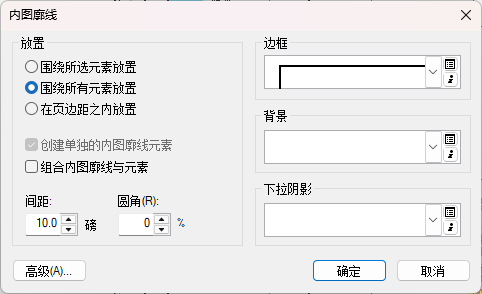 内图廓线
放置
围绕所选元素放置
围绕所有元素放置
在页边距之内放置
创建单独的内图廓线元素
组合内图廓线与元素
间距:
圆角(R):
10.0 磅
0 %
边框
背景
下拉阴影
高级(A)...
确定
取消